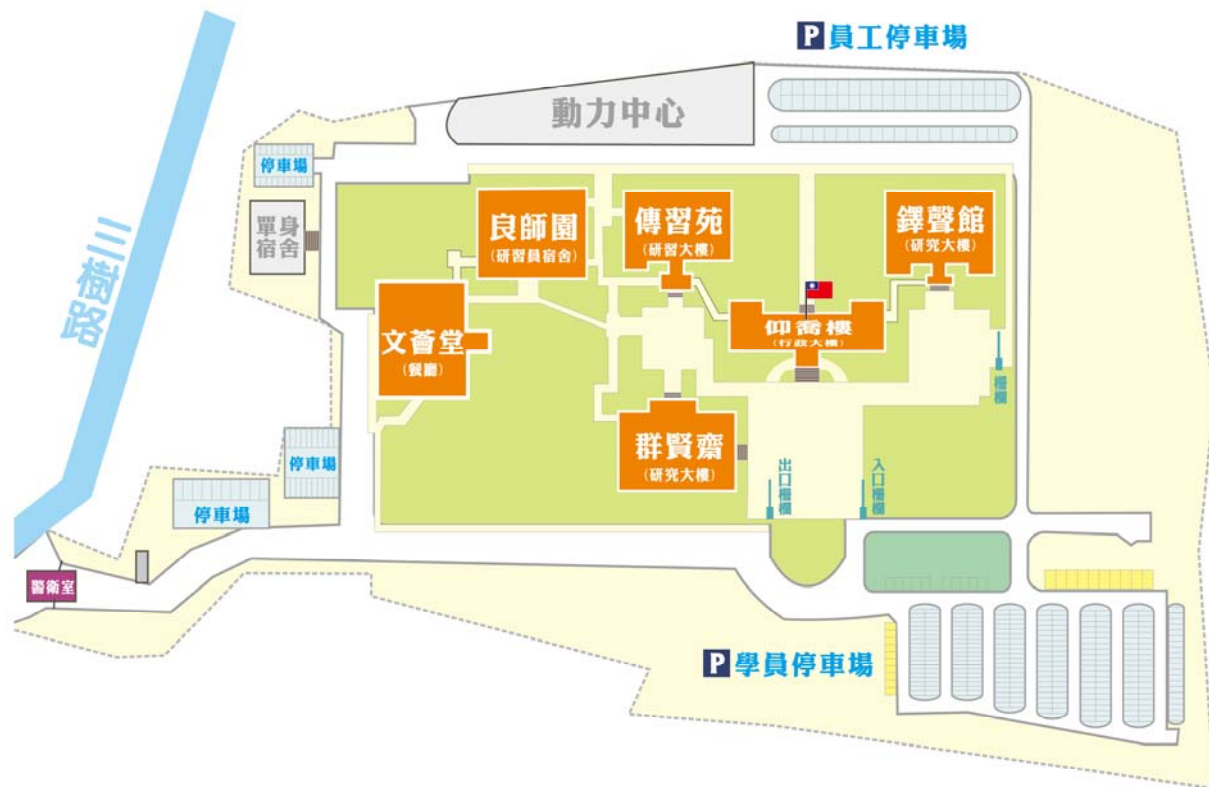 P 員工停車場
動力中心
停車場
單身
宿舍
三樹路
良師園
(研習員宿舍)
傳習苑
(研習大樓)
鐸聲館
(研究大樓)
文薈堂
(餐廳)
仰喬樓
(行政大樓)
柵欄
群賢齋
(研究大樓)
出口柵欄
入口柵欄
停車場
停車場
警衛室
P 學員停車場